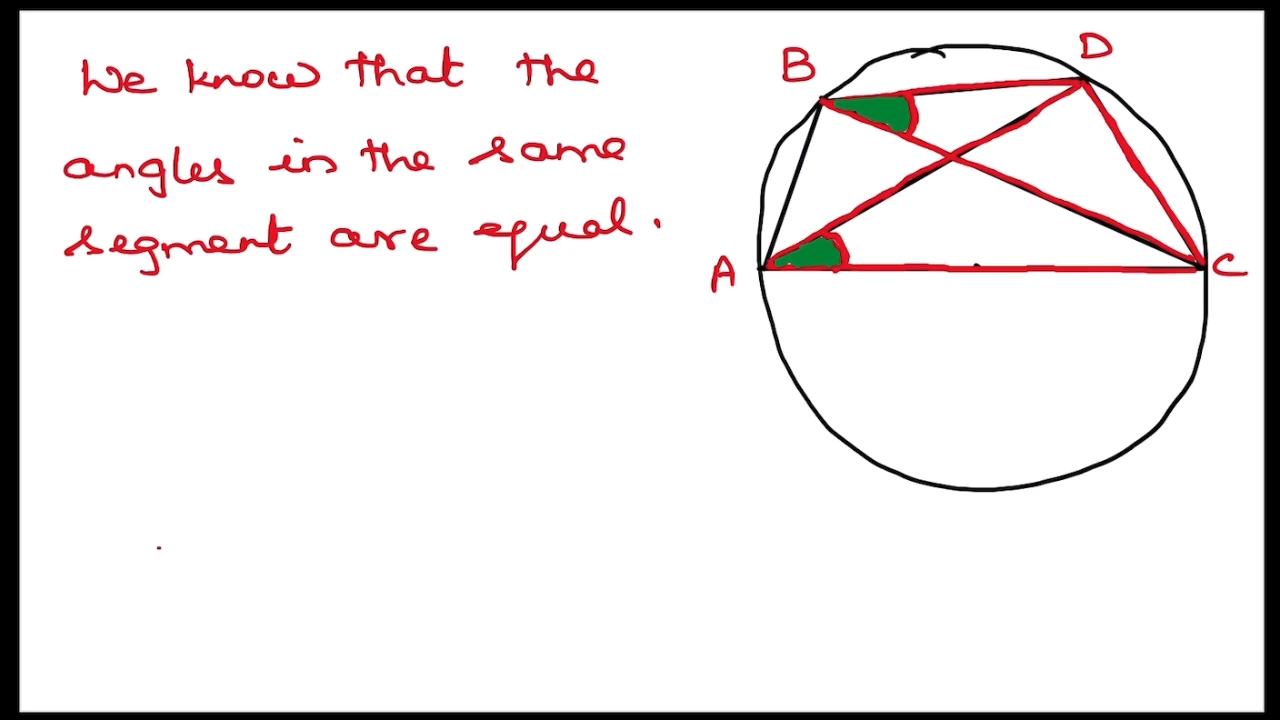 We know that the
angles in the same
segment are equal.
B
D
A
C